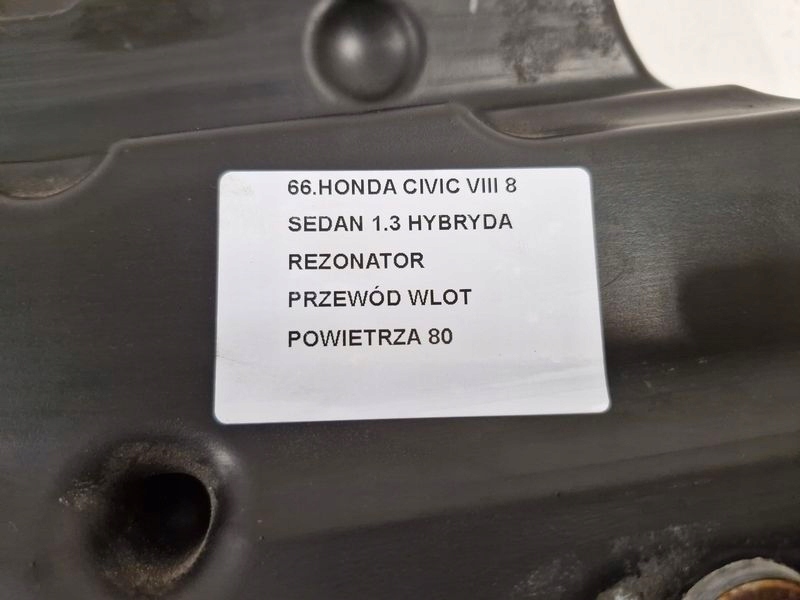 66.HONDA CIVIC VIII 8
SEDAN 1.3 HYBRYDA
REZONATOR
PRZEWÓD WLOT
POWIETRZA 80